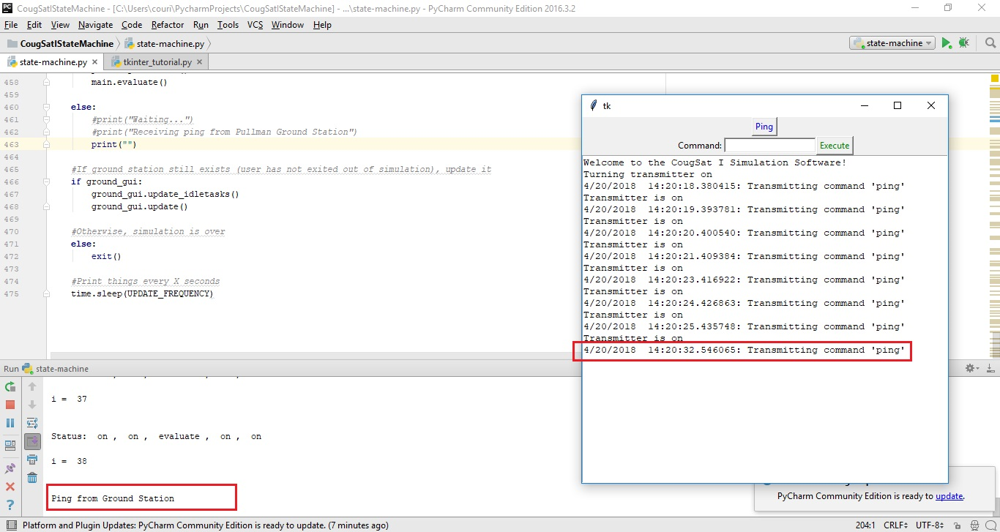 CougSatIStateMachine - [C:\Users\couri\PycharmProjects\CougSatIStateMachine] - ...\state-machine.py - PyCharm Community Edition 2016.3.2
File Edit View Navigate Code Refactor Run Tools VCS Window Help
CougSatIStateMachine state-machine.py state-machine
state-machine.py tkinter_tutorial.py
458 main.evaluate()
459
460 else:
461 #print("Waiting...")
462 #print("Receiving ping from Pullman Ground Station")
463 print("")
464
465 #If ground station still exists (user has not exited out of simulation), update it
466 if ground_gui:
467 ground_gui.update_idletasks()
468 ground_gui.update()
469
470 #Otherwise, simulation is over
471 else:
472 exit()
473
474 #Print things every X seconds
475 time.sleep(UPDATE_FREQUENCY)
tk
Ping
Command: Execute
Welcome to the CougSat I Simulation Software!
Turning transmitter on
4/20/2018 14:20:18.380415: Transmitting command 'ping'
Transmitter is on
4/20/2018 14:20:19.393781: Transmitting command 'ping'
Transmitter is on
4/20/2018 14:20:20.400540: Transmitting command 'ping'
Transmitter is on
4/20/2018 14:20:21.409384: Transmitting command 'ping'
Transmitter is on
4/20/2018 14:20:23.416922: Transmitting command 'ping'
Transmitter is on
4/20/2018 14:20:24.426863: Transmitting command 'ping'
Transmitter is on
4/20/2018 14:20:25.435748: Transmitting command 'ping'
Transmitter is on
4/20/2018 14:20:32.546065: Transmitting command 'ping'
Run state-machine
i = 37
Status: on , on , evaluate , on , on
i = 38
Ping from Ground Station
PyCharm Community Edition is ready to update.
Platform and Plugin Updates: PyCharm Community Edition is ready to update. (7 minutes ago) 204:1 CRLF UTF-8